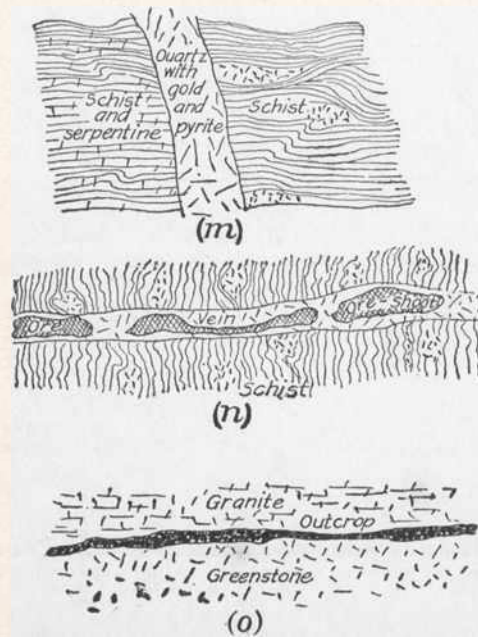 Quartz
with
gold
and
pyrite
Schist
and
serpentine
Schist
(m)
Ore
Vein
Ore-Shoot
Schist
(n)
Granite
Outcrop
Greenstone
(o)